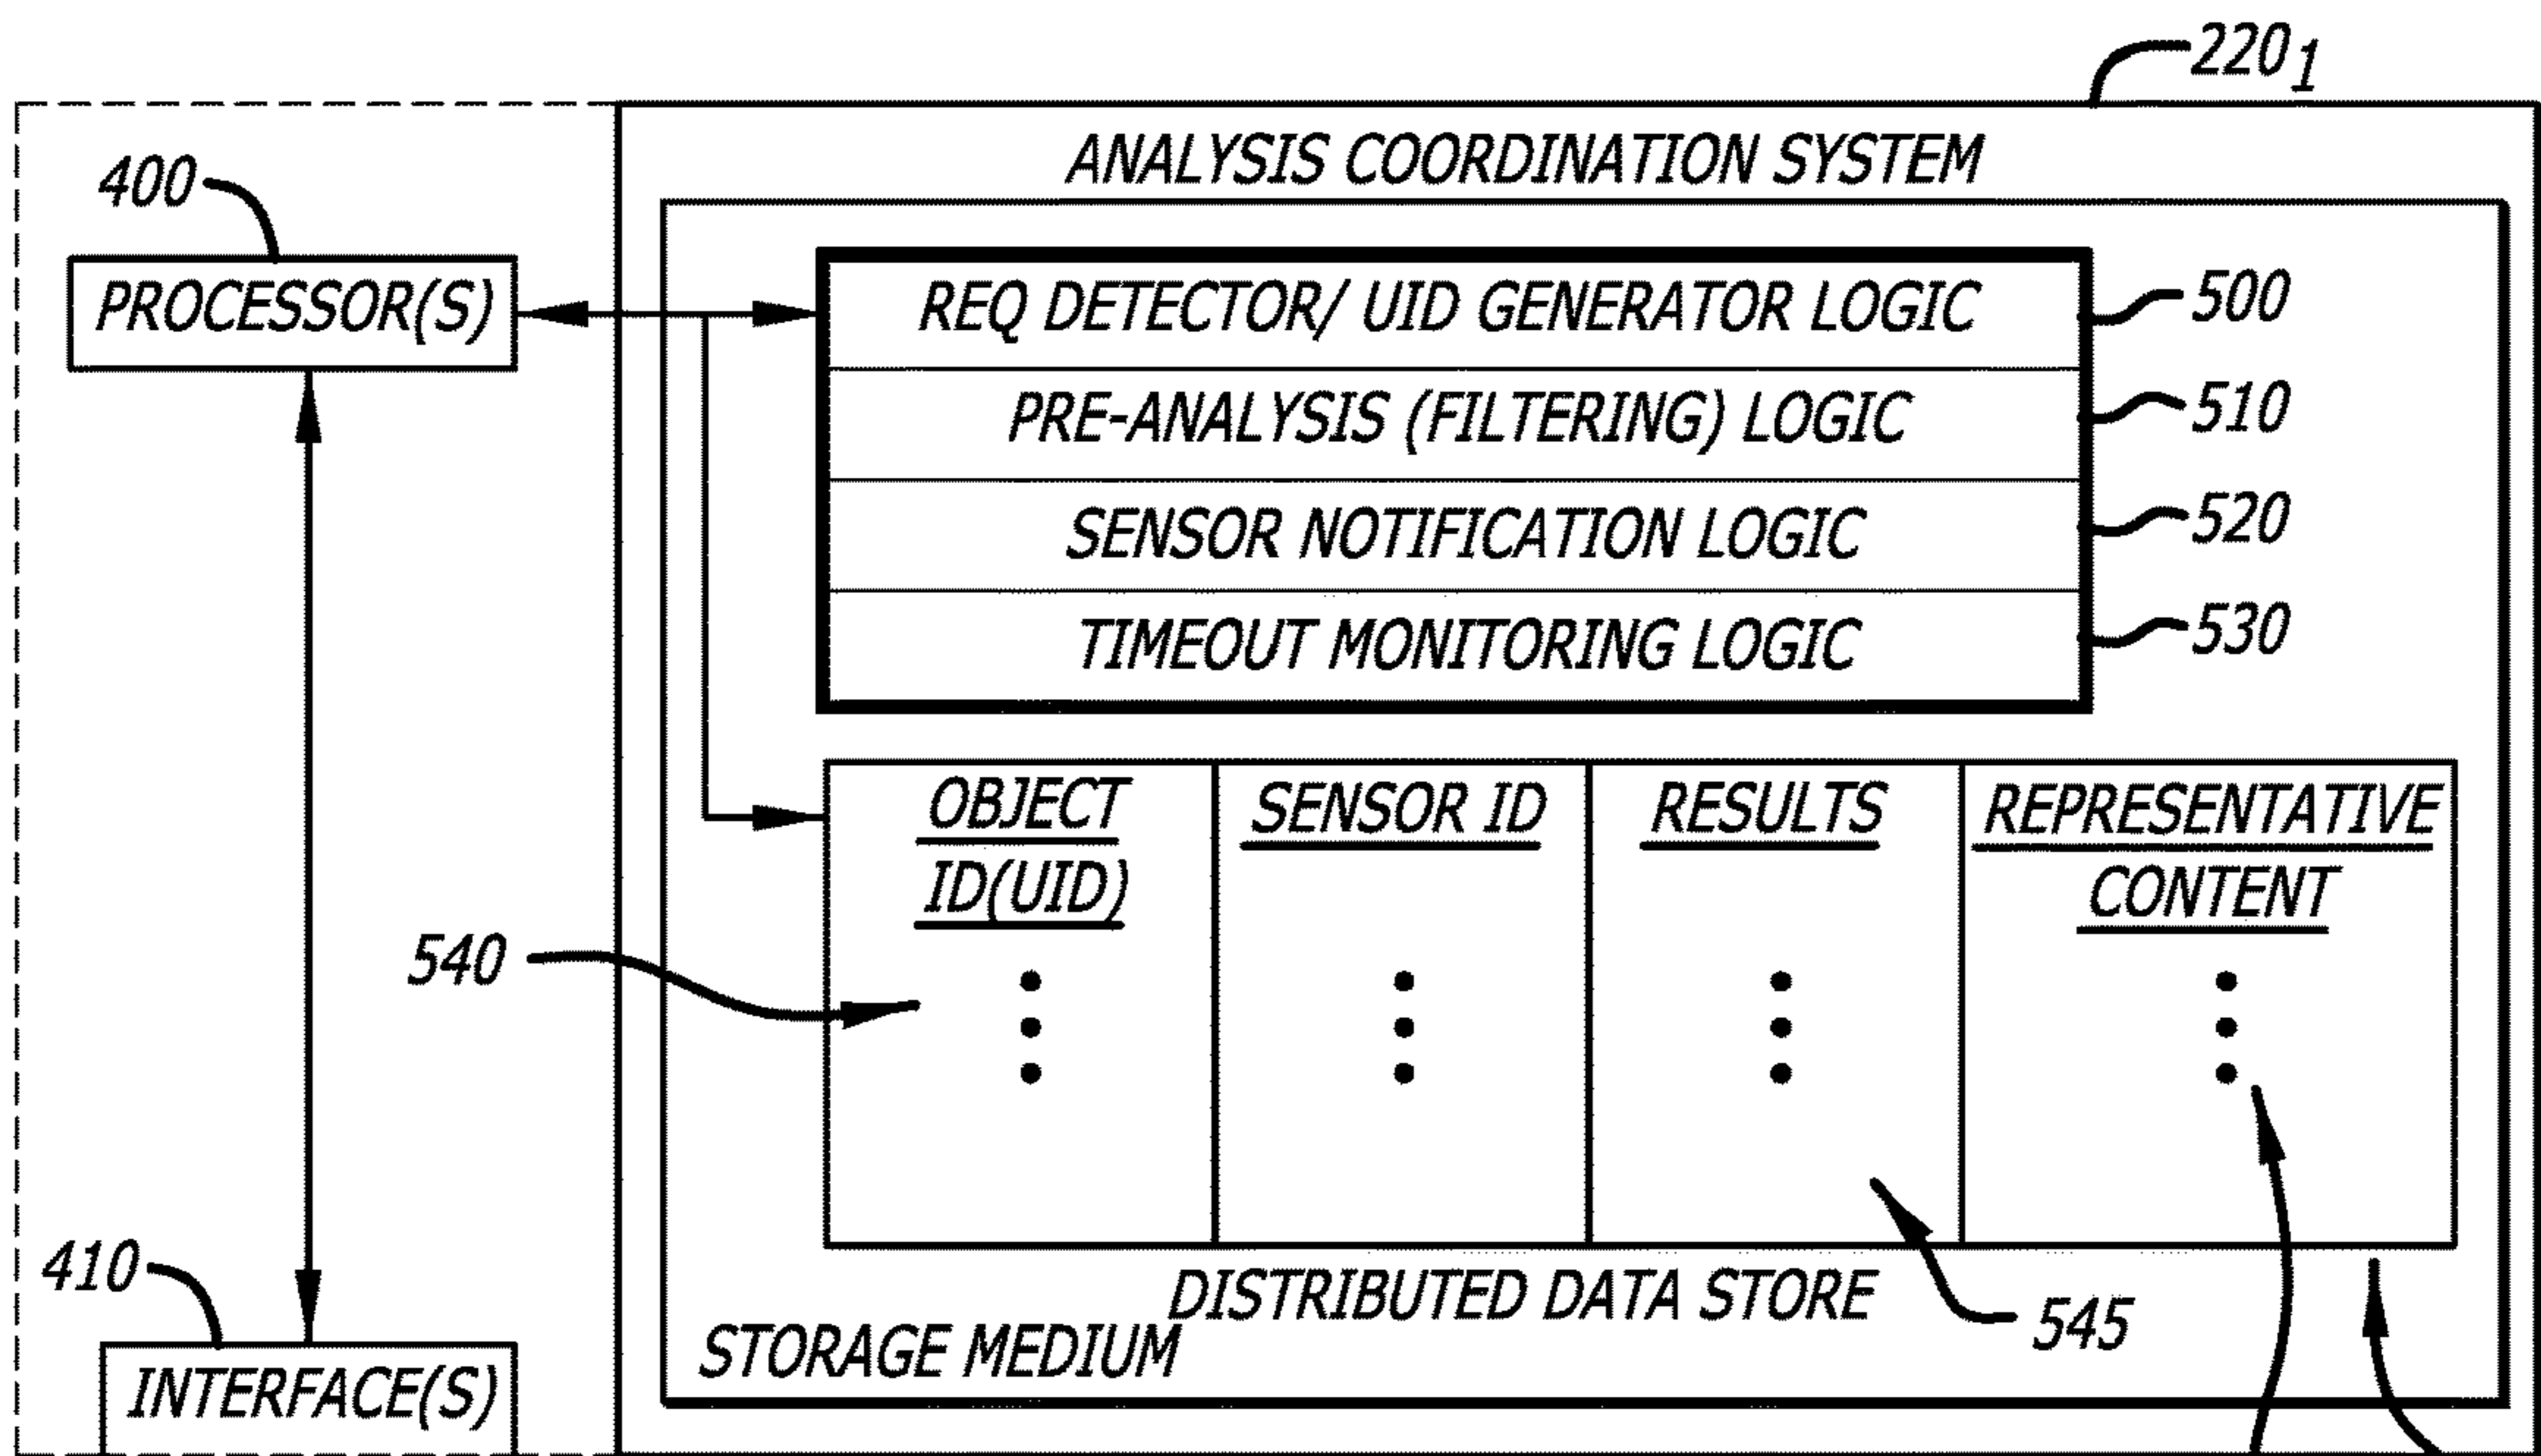 220₁
ANALYSIS COORDINATION SYSTEM
400
PROCESSOR(S)
REQ DETECTOR/ UID GENERATOR LOGIC
500
PRE-ANALYSIS (FILTERING) LOGIC
510
SENSOR NOTIFICATION LOGIC
520
TIMEOUT MONITORING LOGIC
530
OBJECT
ID(UID)
SENSOR ID
RESULTS
REPRESENTATIVE
CONTENT
540
DISTRIBUTED DATA STORE
545
STORAGE MEDIUM
410
INTERFACE(S)